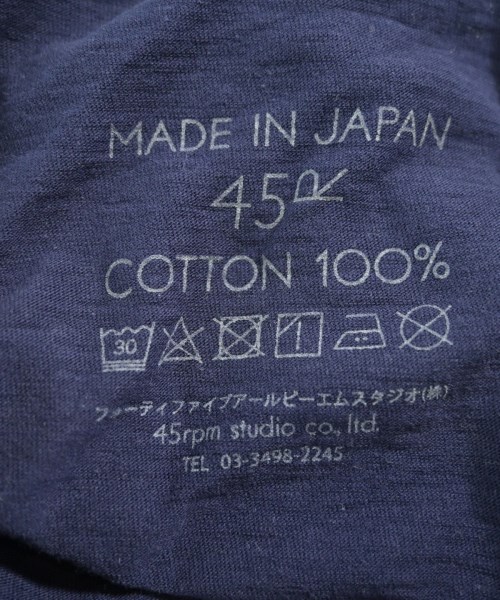 MADE IN JAPAN
45R
COTTON 100%
30
フォーティファイブアールピーエムスタジオ(株)
45rpm studio co.,ltd.
TEL 03-3498-2245